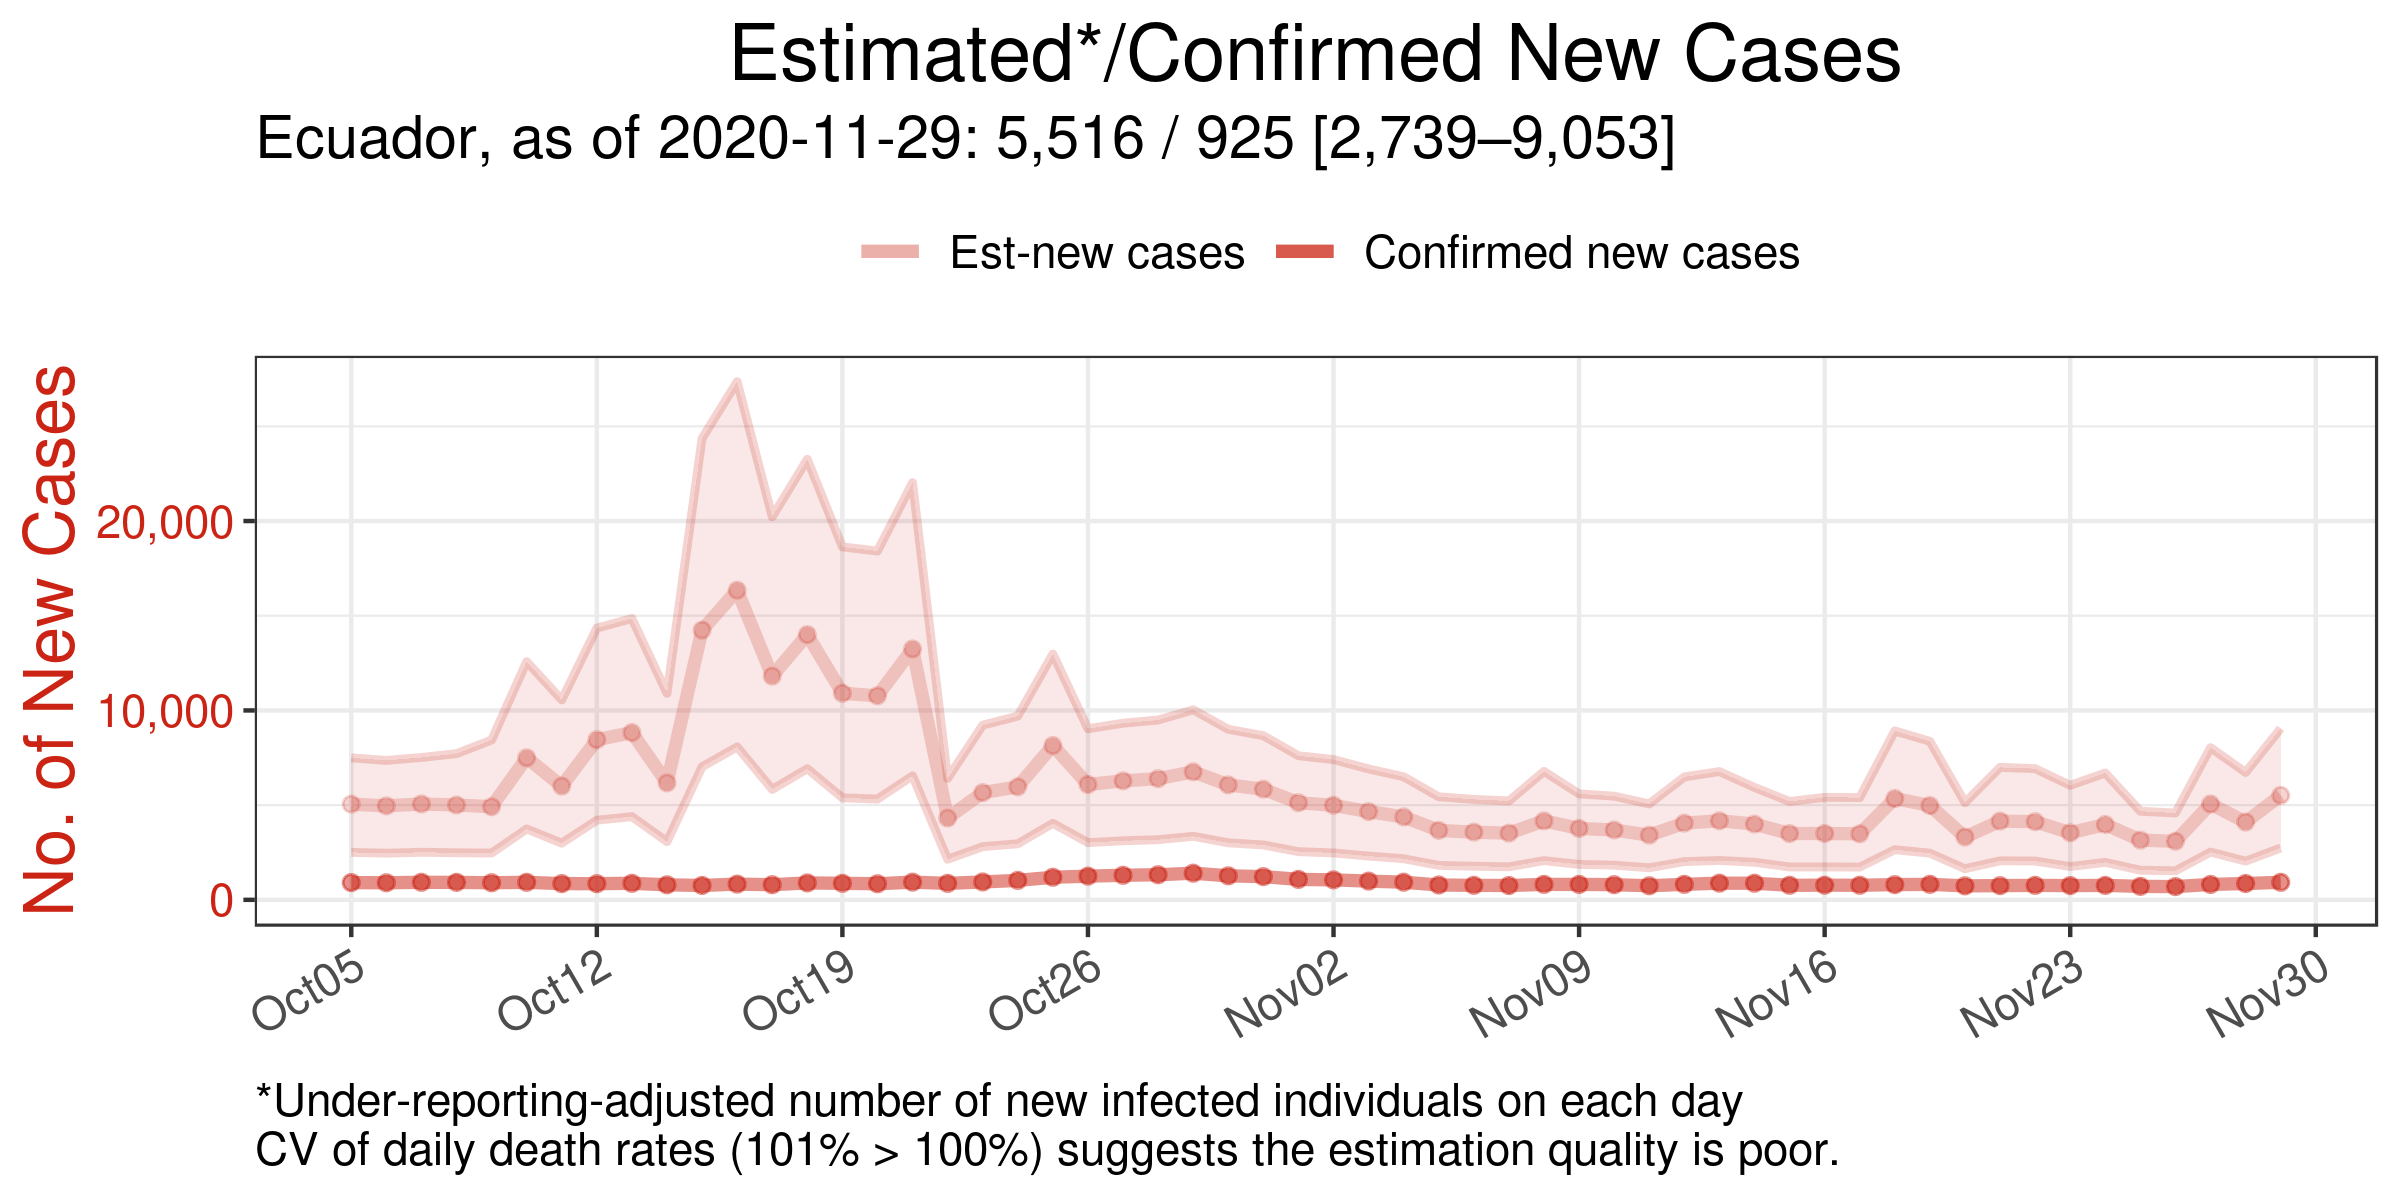 Estimated*/Confirmed New Cases
Ecuador, as of 2020-11-29: 5,516 / 925 [2,739–9,053]
Est-new cases
Confirmed new cases
No. of New Cases
20,000
10,000
0
Oct05
Oct12
Oct19
Oct26
Nov02
Nov09
Nov16
Nov23
Nov30
*Under-reporting-adjusted number of new infected individuals on each day
CV of daily death rates (101% > 100%) suggests the estimation quality is poor.